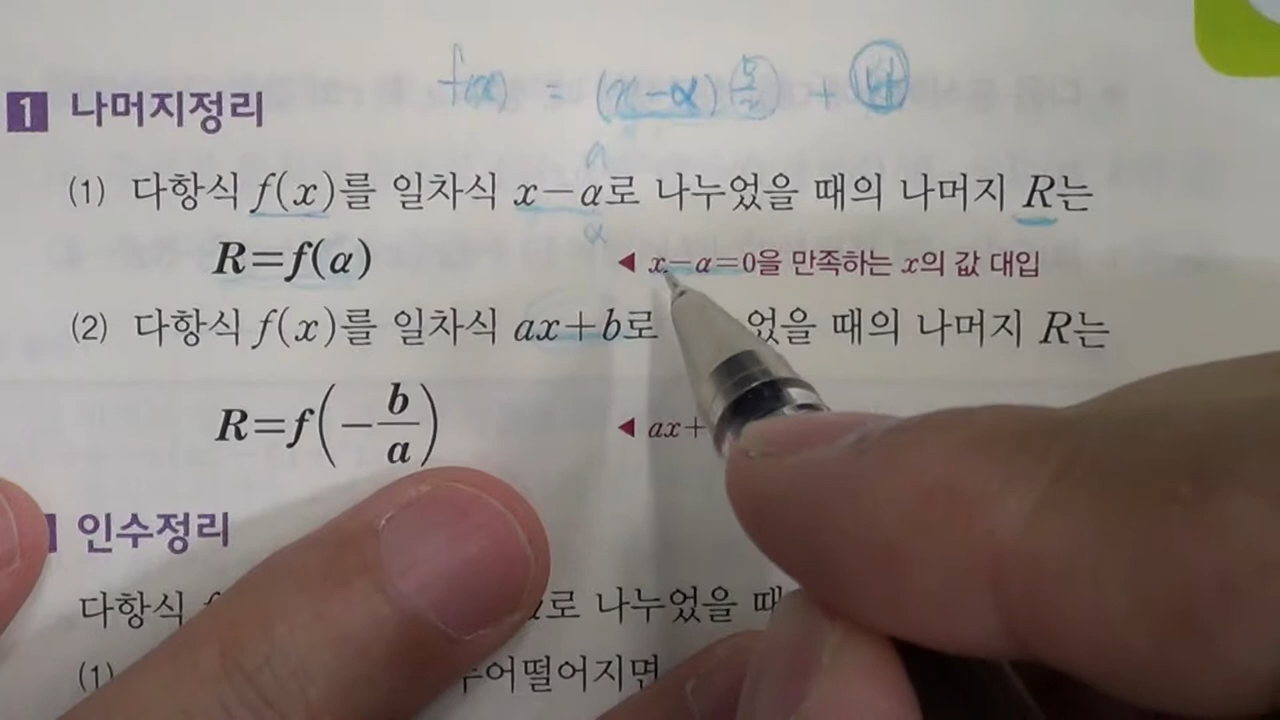 f(x) = (x-α)몫 + 나
1 나머지정리
α
(1) 다항식 f(x)를 일차식 x-α로 나누었을 때의 나머지 R는
α
R=f(α) ◀ x-α=0을 만족하는 x의 값 대입
(2) 다항식 f(x)를 일차식 ax+b로 었을 때의 나머지 R는
R=f(-b/a) ◀ ax+
인수정리
다항식 로 나누었을 때
(1) 어떨어지면